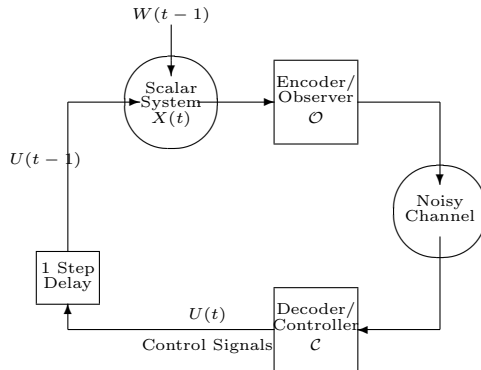 W(t−1)
Scalar
System
X(t)
Encoder/
Observer
𝒪
U(t−1)
Noisy
Channel
1 Step
Delay
U(t)
Control Signals
Decoder/
Controller
𝒞